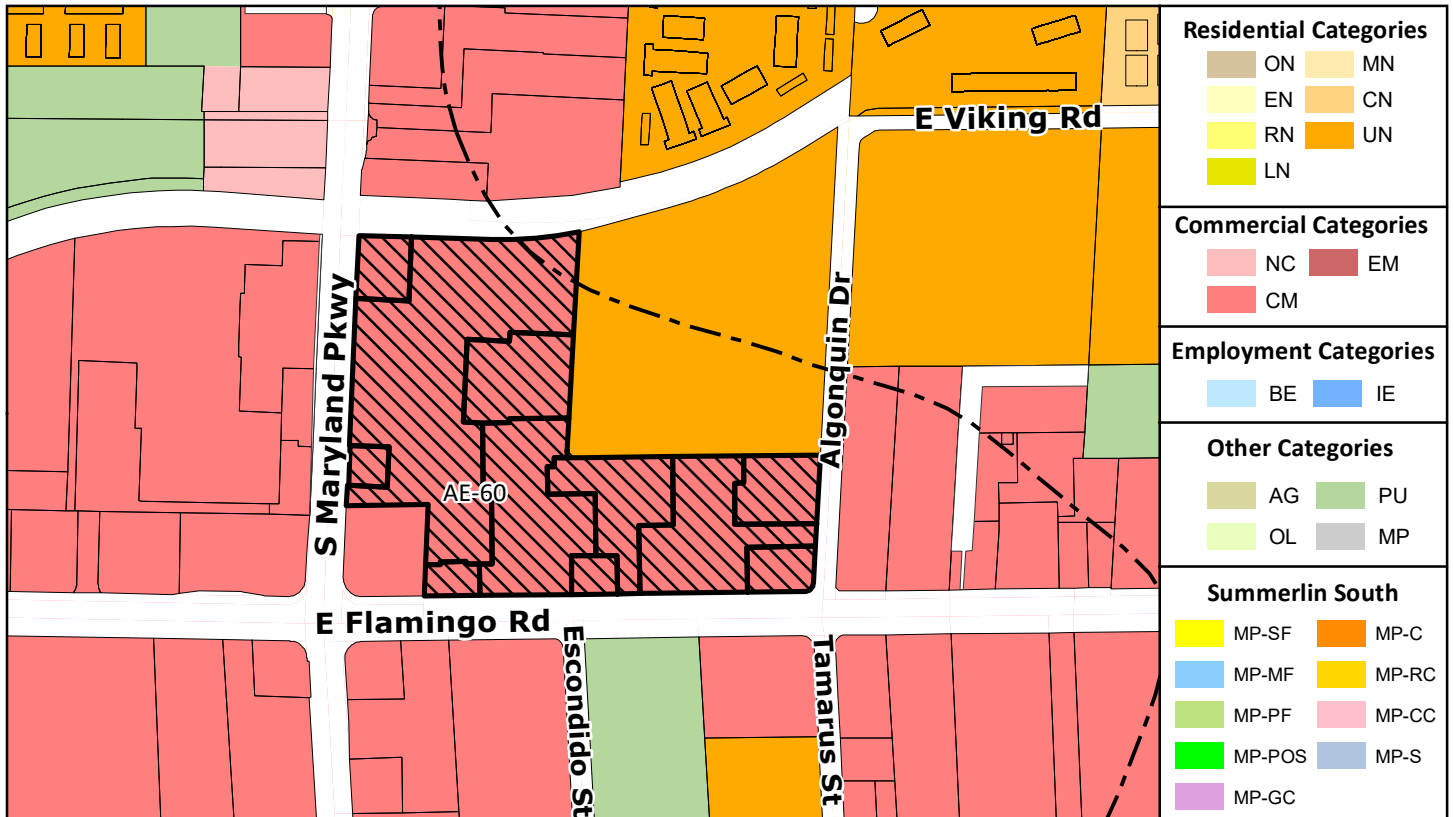 E Viking Rd
S Maryland Pkwy
Algonquin Dr
AE-60
E Flamingo Rd
Escondido St
Tamarus St
Residential Categories
ON MN
EN CN
RN UN
LN
Commercial Categories
NC EM
CM
Employment Categories
BE IE
Other Categories
AG PU
OL MP
Summerlin South
MP-SF MP-C
MP-MF MP-RC
MP-PF MP-CC
MP-POS MP-S
MP-GC